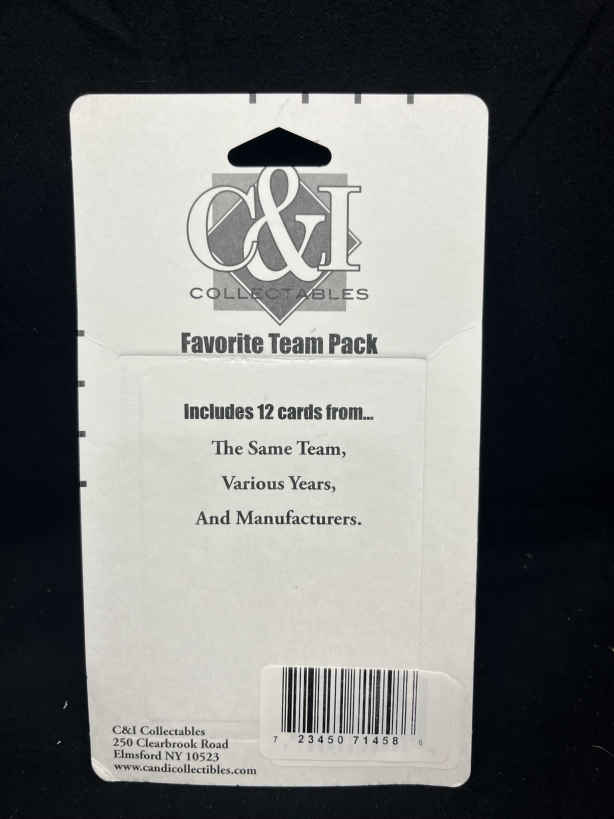 C&I
COLLECTABLES
Favorite Team Pack
Includes 12 cards from...
The Same Team,
Various Years,
And Manufacturers.
C&I Collectables
250 Clearbrook Road
Elmsford NY 10523
www.candicollectibles.com
7 23450 71458 6